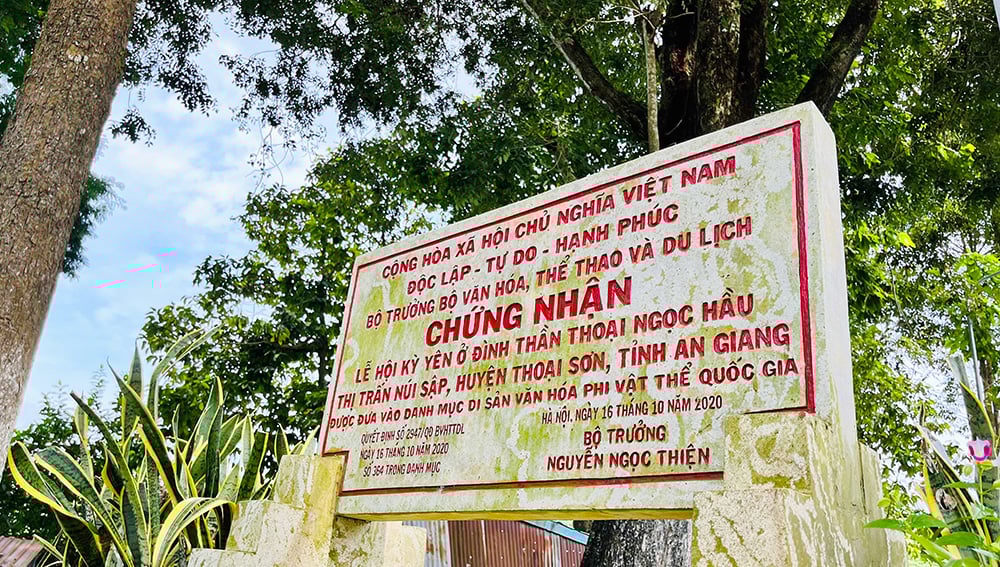 CỘNG HÒA XÃ HỘI CHỦ NGHĨA VIỆT NAM
ĐỘC LẬP - TỰ DO - HẠNH PHÚC
BỘ TRƯỞNG BỘ VĂN HÓA, THỂ THAO VÀ DU LỊCH
CHỨNG NHẬN
LỄ HỘI KỲ YÊN Ở ĐÌNH THẦN THOẠI NGỌC HẦU
THỊ TRẤN NÚI SẬP, HUYỆN THOẠI SƠN, TỈNH AN GIANG
ĐƯỢC ĐƯA VÀO DANH MỤC DI SẢN VĂN HÓA PHI VẬT THỂ QUỐC GIA
QUYẾT ĐỊNH SỐ 2947/QĐ BVHTTDL
NGÀY 16 THÁNG 10 NĂM 2020
SỐ 364 TRONG DANH MỤC
HÀ NỘI, NGÀY 16 THÁNG 10 NĂM 2020
BỘ TRƯỞNG
NGUYỄN NGỌC THIỆN